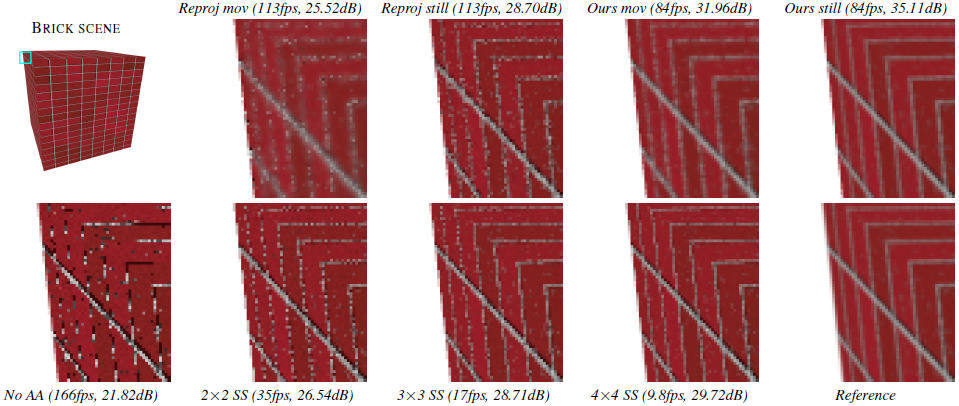 Reproj mov (113fps, 25.52dB) Reproj still (113fps, 28.70dB) Ours mov (84fps, 31.96dB) Ours still (84fps, 35.11dB)
BRICK SCENE
No AA (166fps, 21.82dB) 2×2 SS (35fps, 26.54dB) 3×3 SS (17fps, 28.71dB) 4×4 SS (9.8fps, 29.72dB) Reference